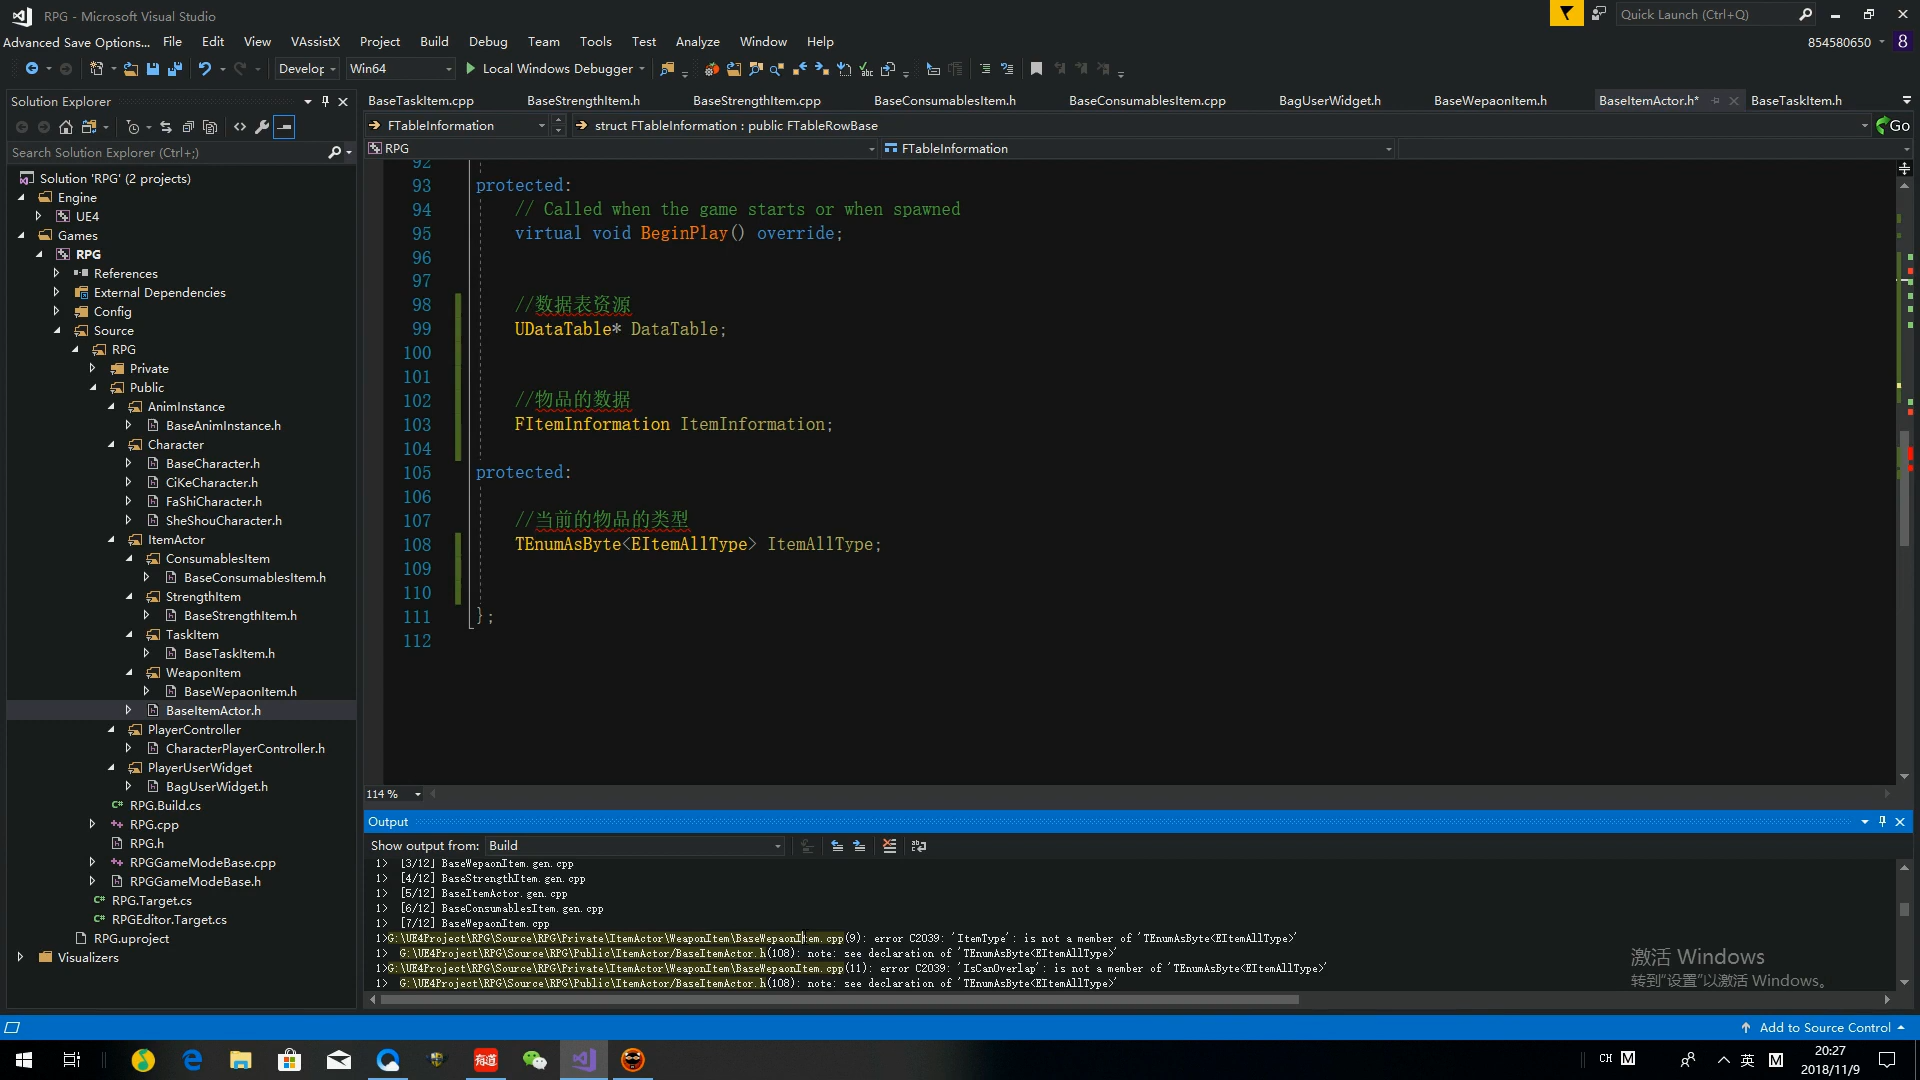 RPG - Microsoft Visual Studio
Quick Launch (Ctrl+Q)
Advanced Save Options... File Edit View VAssistX Project Build Debug Team Tools Test Analyze Window Help
854580650 8
Develop Win64 Local Windows Debugger
Solution Explorer
Search Solution Explorer (Ctrl+;)
Solution 'RPG' (2 projects)
Engine
UE4
Games
RPG
References
External Dependencies
Config
Source
RPG
Private
Public
AnimInstance
BaseAnimInstance.h
Character
BaseCharacter.h
CiKeCharacter.h
FaShiCharacter.h
SheShouCharacter.h
ItemActor
ConsumablesItem
BaseConsumablesItem.h
StrengthItem
BaseStrengthItem.h
TaskItem
BaseTaskItem.h
WeaponItem
BaseWepaonItem.h
BaseItemActor.h
PlayerController
CharacterPlayerController.h
PlayerUserWidget
BagUserWidget.h
RPG.Build.cs
RPG.cpp
RPG.h
RPGGameModeBase.cpp
RPGGameModeBase.h
RPG.Target.cs
RPGEditor.Target.cs
RPG.uproject
Visualizers
BaseTaskItem.cpp BaseStrengthItem.h BaseStrengthItem.cpp BaseConsumablesItem.h BaseConsumablesItem.cpp BagUserWidget.h BaseWepaonItem.h BaseItemActor.h* BaseTaskItem.h
FTableInformation struct FTableInformation : public FTableRowBase Go
RPG FTableInformation
92
93 protected:
94 // Called when the game starts or when spawned
95 virtual void BeginPlay() override;
96
97
98 //数据表资源
99 UDataTable* DataTable;
100
101
102 //物品的数据
103 FItemInformation ItemInformation;
104
105 protected:
106
107 //当前的物品的类型
108 TEnumAsByte<EItemAllType> ItemAllType;
109
110
111 };
112
114 %
Output
Show output from: Build
1> [3/12] BaseWepaonItem.gen.cpp
1> [4/12] BaseStrengthItem.gen.cpp
1> [5/12] BaseItemActor.gen.cpp
1> [6/12] BaseConsumablesItem.gen.cpp
1> [7/12] BaseWepaonItem.cpp
1>G:\UE4Project\RPG\Source\RPG\Private\ItemActor\WeaponItem\BaseWepaonItem.cpp(9): error C2039: 'ItemType': is not a member of 'TEnumAsByte<EItemAllType>'
1> G:\UE4Project\RPG\Source\RPG\Public\ItemActor/BaseItemActor.h(108): note: see declaration of 'TEnumAsByte<EItemAllType>'
1>G:\UE4Project\RPG\Source\RPG\Private\ItemActor\WeaponItem\BaseWepaonItem.cpp(11): error C2039: 'IsCanOverlap': is not a member of 'TEnumAsByte<EItemAllType>'
1> G:\UE4Project\RPG\Source\RPG\Public\ItemActor/BaseItemActor.h(108): note: see declaration of 'TEnumAsByte<EItemAllType>'
激活 Windows
转到"设置"以激活 Windows。
Add to Source Control
有道
CH M 英 M
20:27
2018/11/9